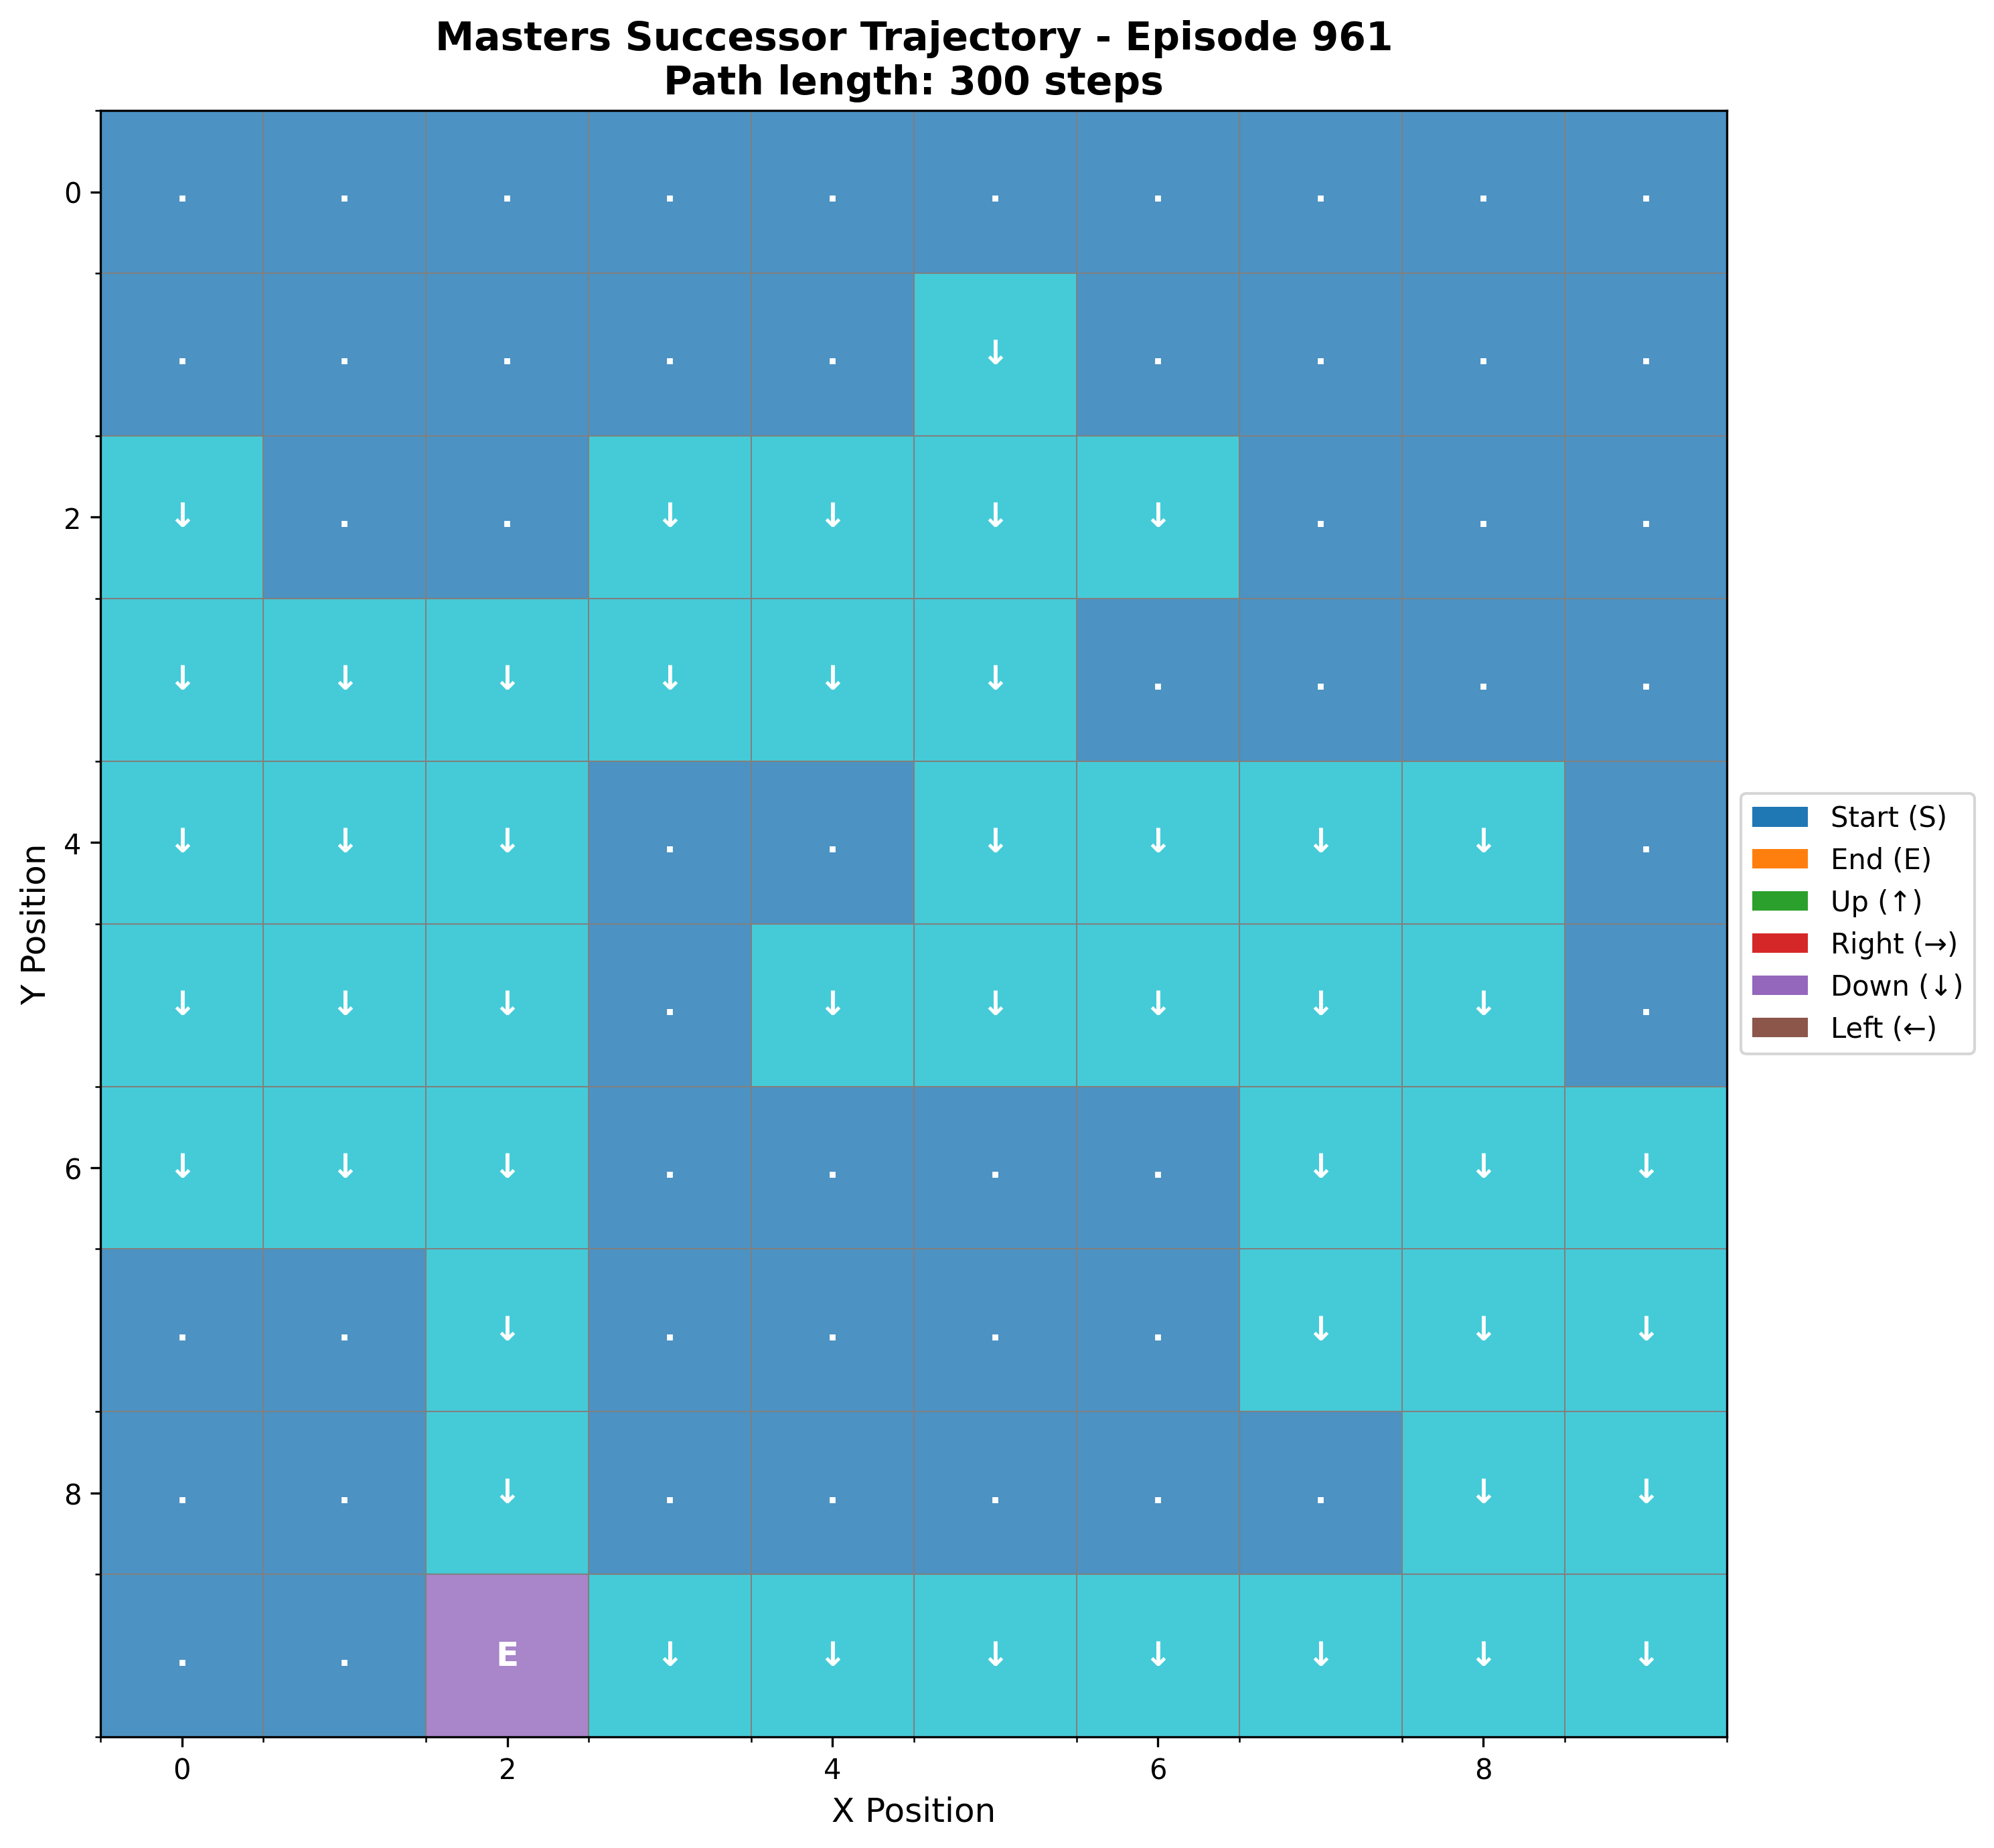 Masters Successor Trajectory - Episode 961
Path length: 300 steps
0 . . . . . . . . . .
. . . . . ↓ . . . .
2 ↓ . . ↓ ↓ ↓ ↓ . . .
↓ ↓ ↓ ↓ ↓ ↓ . . . .
4 ↓ ↓ ↓ . . ↓ ↓ ↓ ↓ .
↓ ↓ ↓ . ↓ ↓ ↓ ↓ ↓ .
6 ↓ ↓ ↓ . . . . ↓ ↓ ↓
. . ↓ . . . . ↓ ↓ ↓
8 . . ↓ . . . . . ↓ ↓
. . E ↓ ↓ ↓ ↓ ↓ ↓ ↓
0 2 4 6 8
X Position
Y Position
Start (S)
End (E)
Up (↑)
Right (→)
Down (↓)
Left (←)